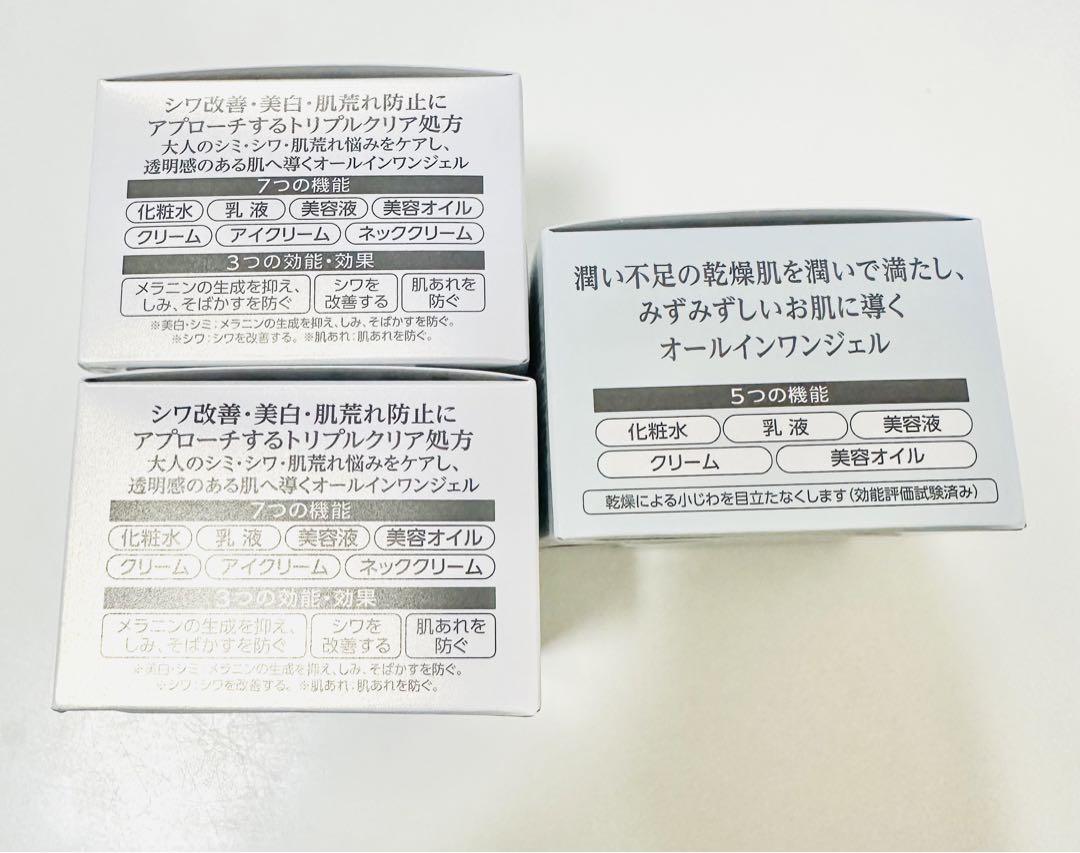 シワ改善・美白・肌荒れ防止に
アプローチするトリプルクリア処方
大人のシミ・シワ・肌荒れ悩みをケアし、
透明感のある肌へ導くオールインワンジェル
7つの機能
化粧水 乳液 美容液 美容オイル
クリーム アイクリーム ネッククリーム
3つの効能・効果
メラニンの生成を抑え、
しみ、そばかすを防ぐ
シワを
改善する
肌あれを
防ぐ
※美白・シミ：メラニンの生成を抑え、しみ、そばかすを防ぐ。
※シワ：シワを改善する。※肌あれ：肌あれを防ぐ。
シワ改善・美白・肌荒れ防止に
アプローチするトリプルクリア処方
大人のシミ・シワ・肌荒れ悩みをケアし、
透明感のある肌へ導くオールインワンジェル
7つの機能
化粧水 乳液 美容液 美容オイル
クリーム アイクリーム ネッククリーム
3つの効能・効果
メラニンの生成を抑え、
しみ、そばかすを防ぐ
シワを
改善する
肌あれを
防ぐ
※美白・シミ：メラニンの生成を抑え、しみ、そばかすを防ぐ。
※シワ：シワを改善する。※肌あれ：肌あれを防ぐ。
潤い不足の乾燥肌を潤いで満たし、
みずみずしいお肌に導く
オールインワンジェル
5つの機能
化粧水 乳液 美容液
クリーム 美容オイル
乾燥による小じわを目立たなくします（効能評価試験済み）